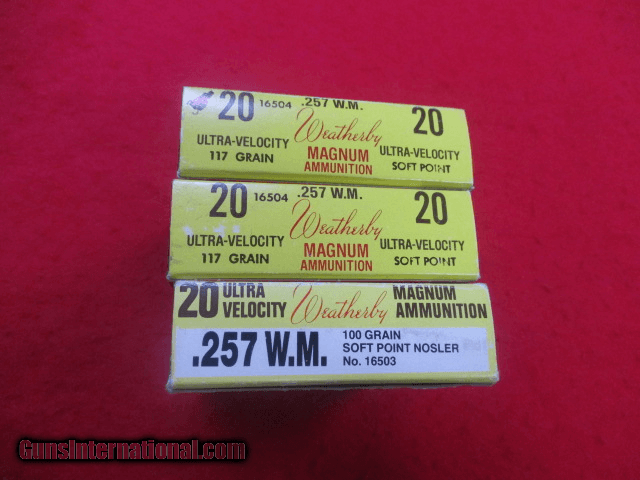 20 16504 .257 W.M. 20
Weatherby
ULTRA-VELOCITY MAGNUM ULTRA-VELOCITY
117 GRAIN AMMUNITION SOFT POINT
20 16504 .257 W.M. 20
Weatherby
ULTRA-VELOCITY MAGNUM ULTRA-VELOCITY
117 GRAIN AMMUNITION SOFT POINT
20 ULTRA VELOCITY Weatherby MAGNUM AMMUNITION
.257 W.M.
100 GRAIN
SOFT POINT NOSLER
No. 16503
GunsInternational.com